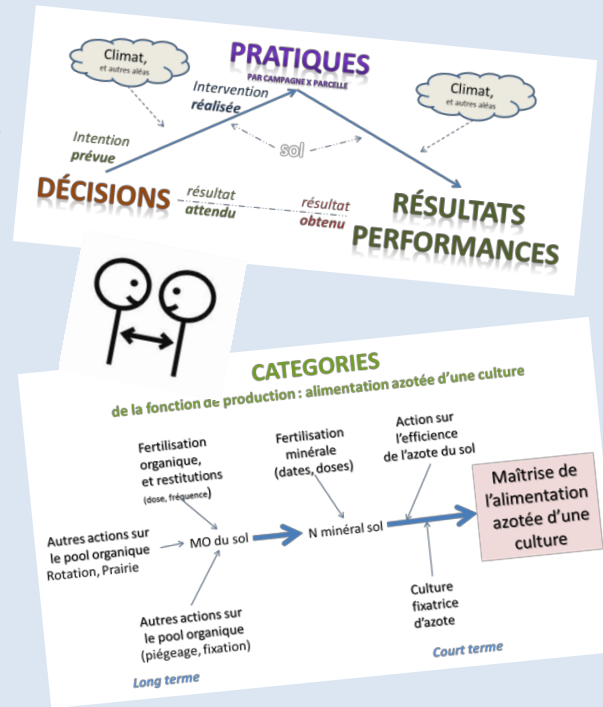 PRATIQUES
PAR CAMPAGNE X PARCELLE
Climat,
et autres aléas
Climat,
et autres aléas
Intervention
réalisée
sol
Intention
prévue
DÉCISIONS
résultat
attendu
résultat
obtenu
RÉSULTATS
PERFORMANCES
CATEGORIES
de la fonction de production : alimentation azotée d'une culture
Fertilisation
organique,
et restitutions
(dose, fréquence)
Fertilisation
minérale
(dates, doses)
Action sur
l'efficience
de l'azote du sol
Maîtrise de
l'alimentation
azotée d'une
culture
Autres actions sur
le pool organique
Rotation, Prairie
MO du sol
N minéral sol
Autres actions sur
le pool organique
(piégeage, fixation)
Culture
fixatrice
d'azote
Long terme
Court terme